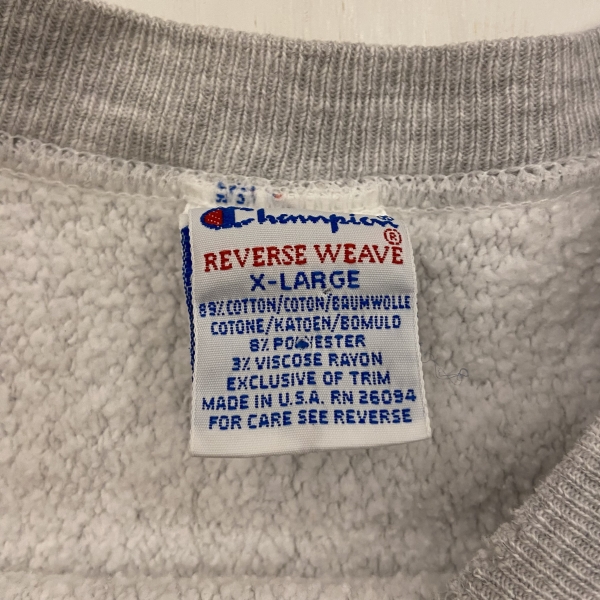 Champion
®
REVERSE WEAVE
X-LARGE
89% COTTON/COTON/BAUMWOLLE
COTONE/KATOEN/BOMULD
8% POLYESTER
3% VISCOSE RAYON
EXCLUSIVE OF TRIM
MADE IN U.S.A. RN 26094
FOR CARE SEE REVERSE